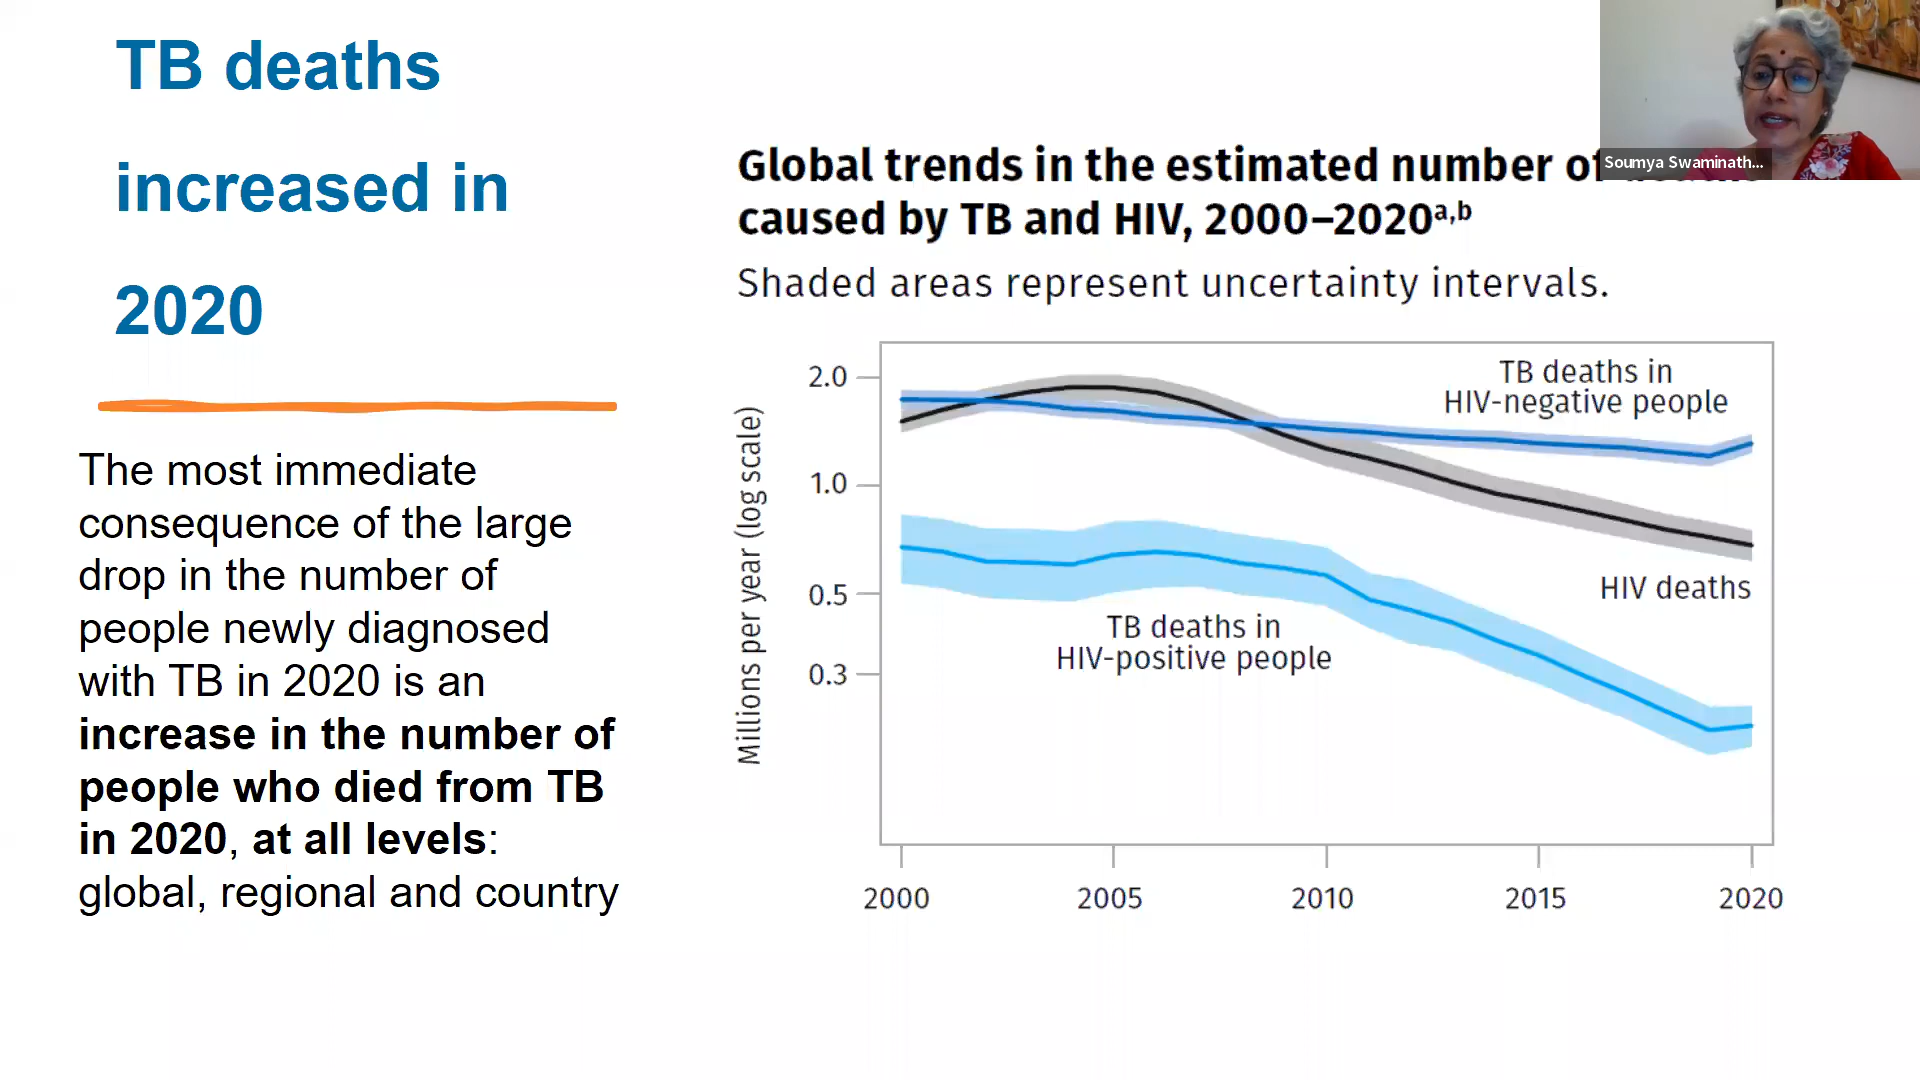 TB deaths
increased in
2020
The most immediate
consequence of the large
drop in the number of
people newly diagnosed
with TB in 2020 is an
increase in the number of
people who died from TB
in 2020, at all levels:
global, regional and country
Soumya Swaminath...
Global trends in the estimated number of
caused by TB and HIV, 2000–2020a,b
Shaded areas represent uncertainty intervals.
Millions per year (log scale)
2.0
1.0
0.5
0.3
TB deaths in
HIV-negative people
HIV deaths
TB deaths in
HIV-positive people
2000 2005 2010 2015 2020